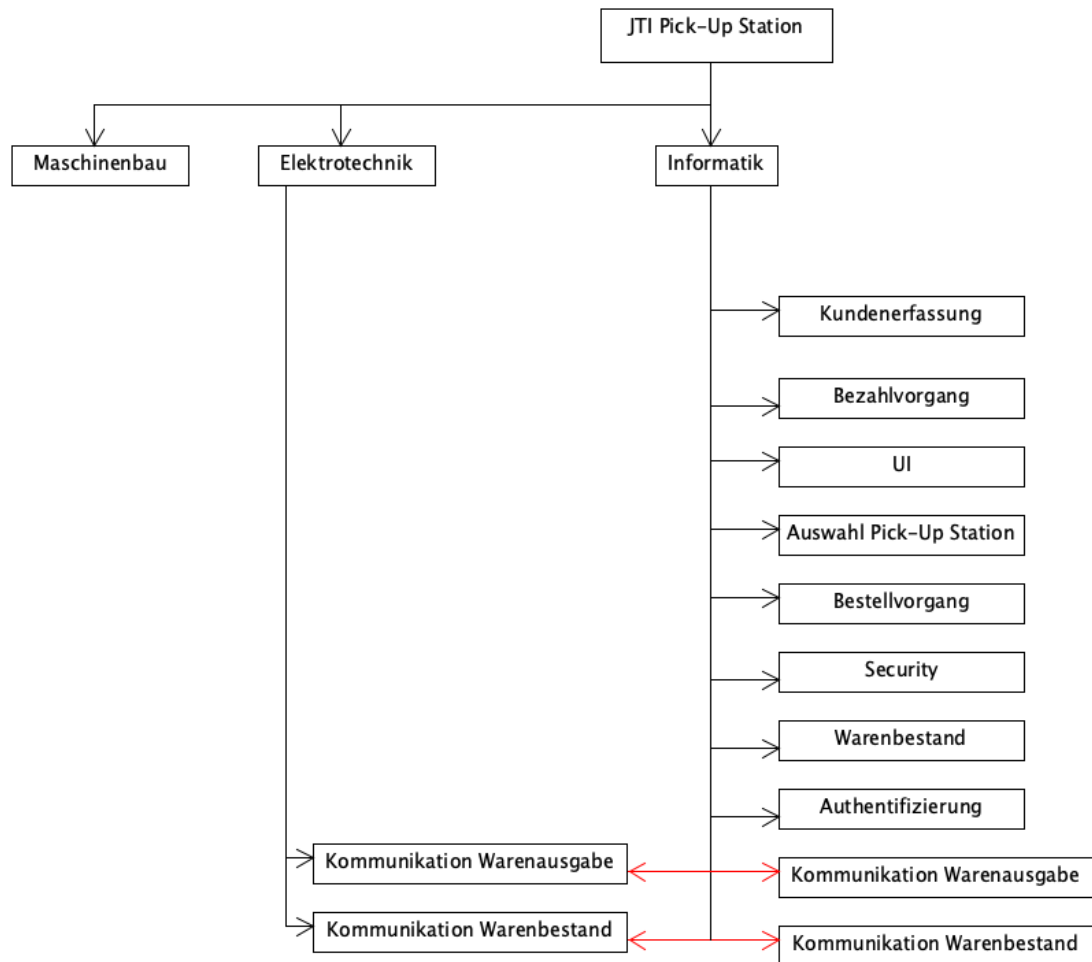 JTI Pick-Up Station
Maschinenbau
Elektrotechnik
Informatik
Kundenerfassung
Bezahlvorgang
UI
Auswahl Pick-Up Station
Bestellvorgang
Security
Warenbestand
Authentifizierung
Kommunikation Warenausgabe
Kommunikation Warenausgabe
Kommunikation Warenbestand
Kommunikation Warenbestand